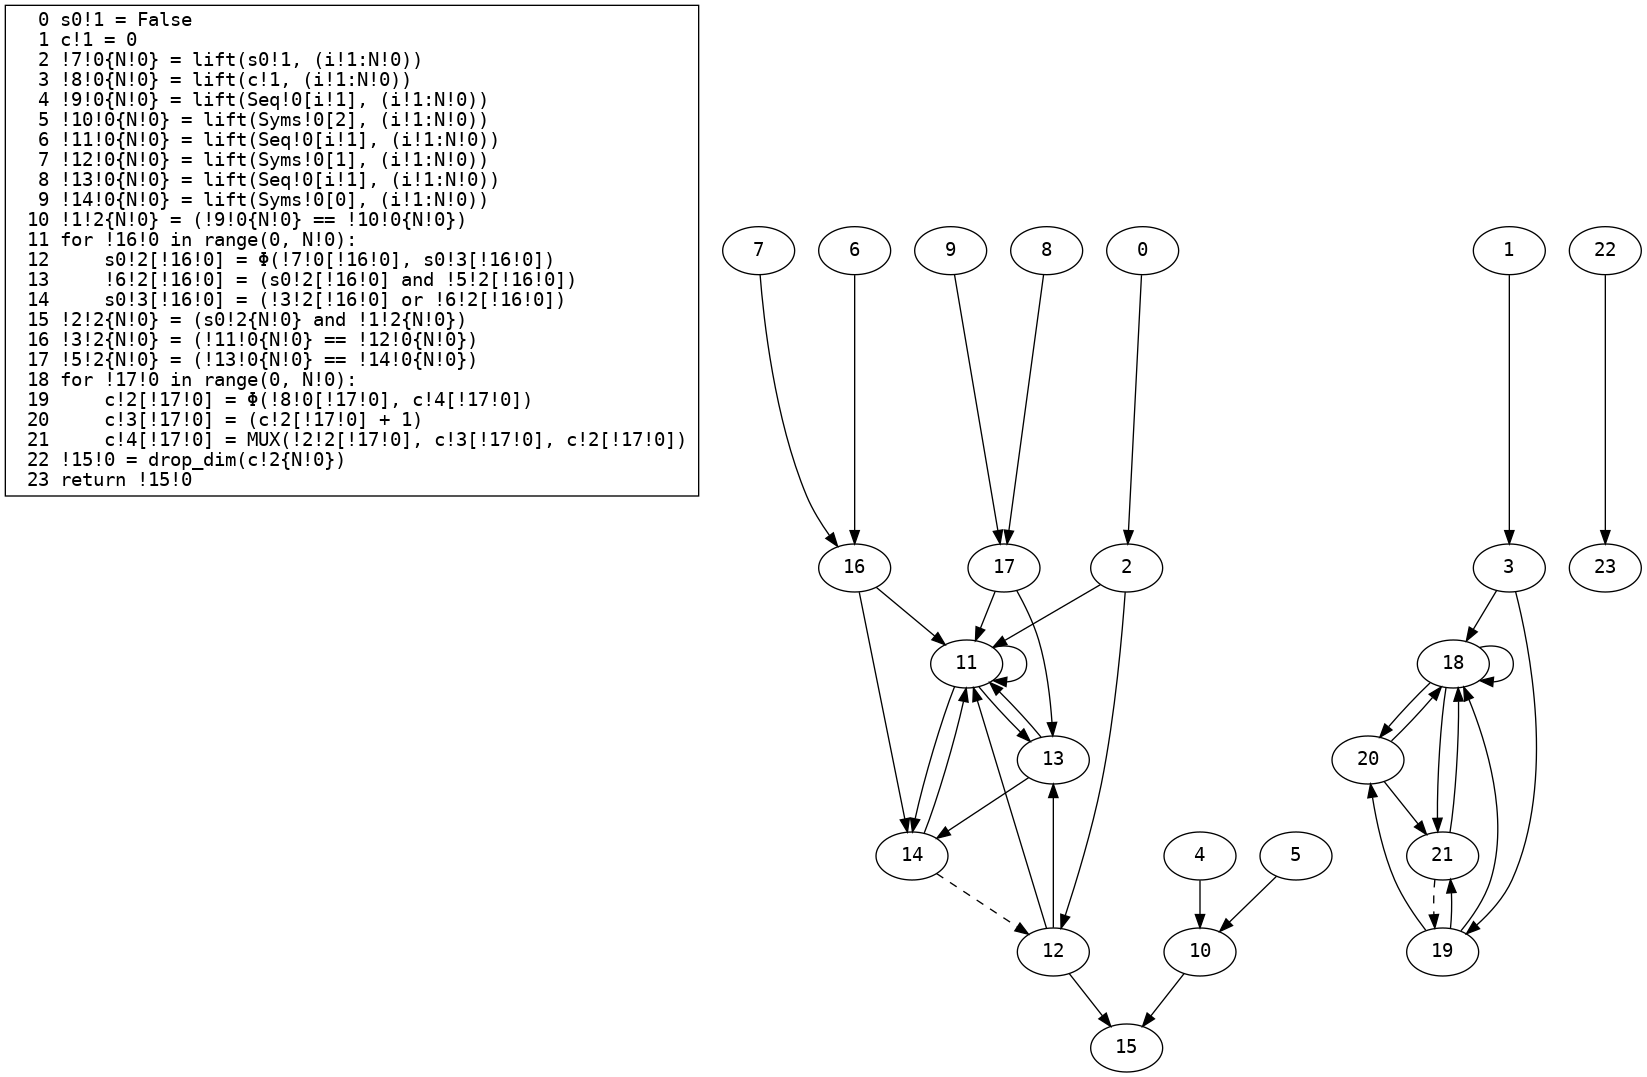 0 s0!1 = False
1 c!1 = 0
2 !7!0{N!0} = lift(s0!1, (i!1:N!0))
3 !8!0{N!0} = lift(c!1, (i!1:N!0))
4 !9!0{N!0} = lift(Seq!0[i!1], (i!1:N!0))
5 !10!0{N!0} = lift(Syms!0[2], (i!1:N!0))
6 !11!0{N!0} = lift(Seq!0[i!1], (i!1:N!0))
7 !12!0{N!0} = lift(Syms!0[1], (i!1:N!0))
8 !13!0{N!0} = lift(Seq!0[i!1], (i!1:N!0))
9 !14!0{N!0} = lift(Syms!0[0], (i!1:N!0))
10 !1!2{N!0} = (!9!0{N!0} == !10!0{N!0})
11 for !16!0 in range(0, N!0):
12     s0!2[!16!0] = Φ(!7!0[!16!0], s0!3[!16!0])
13     !6!2[!16!0] = (s0!2[!16!0] and !5!2[!16!0])
14     s0!3[!16!0] = (!3!2[!16!0] or !6!2[!16!0])
15 !2!2{N!0} = (s0!2{N!0} and !1!2{N!0})
16 !3!2{N!0} = (!11!0{N!0} == !12!0{N!0})
17 !5!2{N!0} = (!13!0{N!0} == !14!0{N!0})
18 for !17!0 in range(0, N!0):
19     c!2[!17!0] = Φ(!8!0[!17!0], c!4[!17!0])
20     c!3[!17!0] = (c!2[!17!0] + 1)
21     c!4[!17!0] = MUX(!2!2[!17!0], c!3[!17!0], c!2[!17!0])
22 !15!0 = drop_dim(c!2{N!0})
23 return !15!0
7 6 9 8 0 1 22
16 17 2 3 23
11 18
13 20
14 4 5 21
12 10 19
15